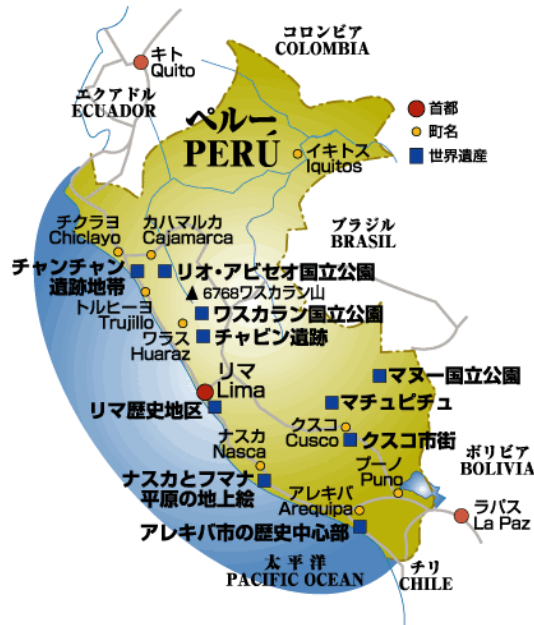 コロンビア
COLOMBIA
キト
Quito
エクアドル
ECUADOR
ペルー
PERÚ
首都
町名
世界遺産
イキトス
Iquitos
チクラヨ
Chiclayo
カハマルカ
Cajamarca
ブラジル
BRASIL
チャンチャン
遺跡地帯
リオ・アビセオ国立公園
▲ 6768ワスカラン山
トルヒーヨ
Trujillo
ワスカラン国立公園
ワラス
Huaraz
チャビン遺跡
リマ
Lima
マヌー国立公園
リマ歴史地区
マチュピチュ
クスコ
Cusco
クスコ市街
ナスカ
Nasca
プーノ
Puno
ボリビア
BOLIVIA
ナスカとフマナ
平原の地上絵
アレキパ
Arequipa
ラパス
La Paz
アレキパ市の歴史中心部
太平洋
PACIFIC OCEAN
チリ
CHILE